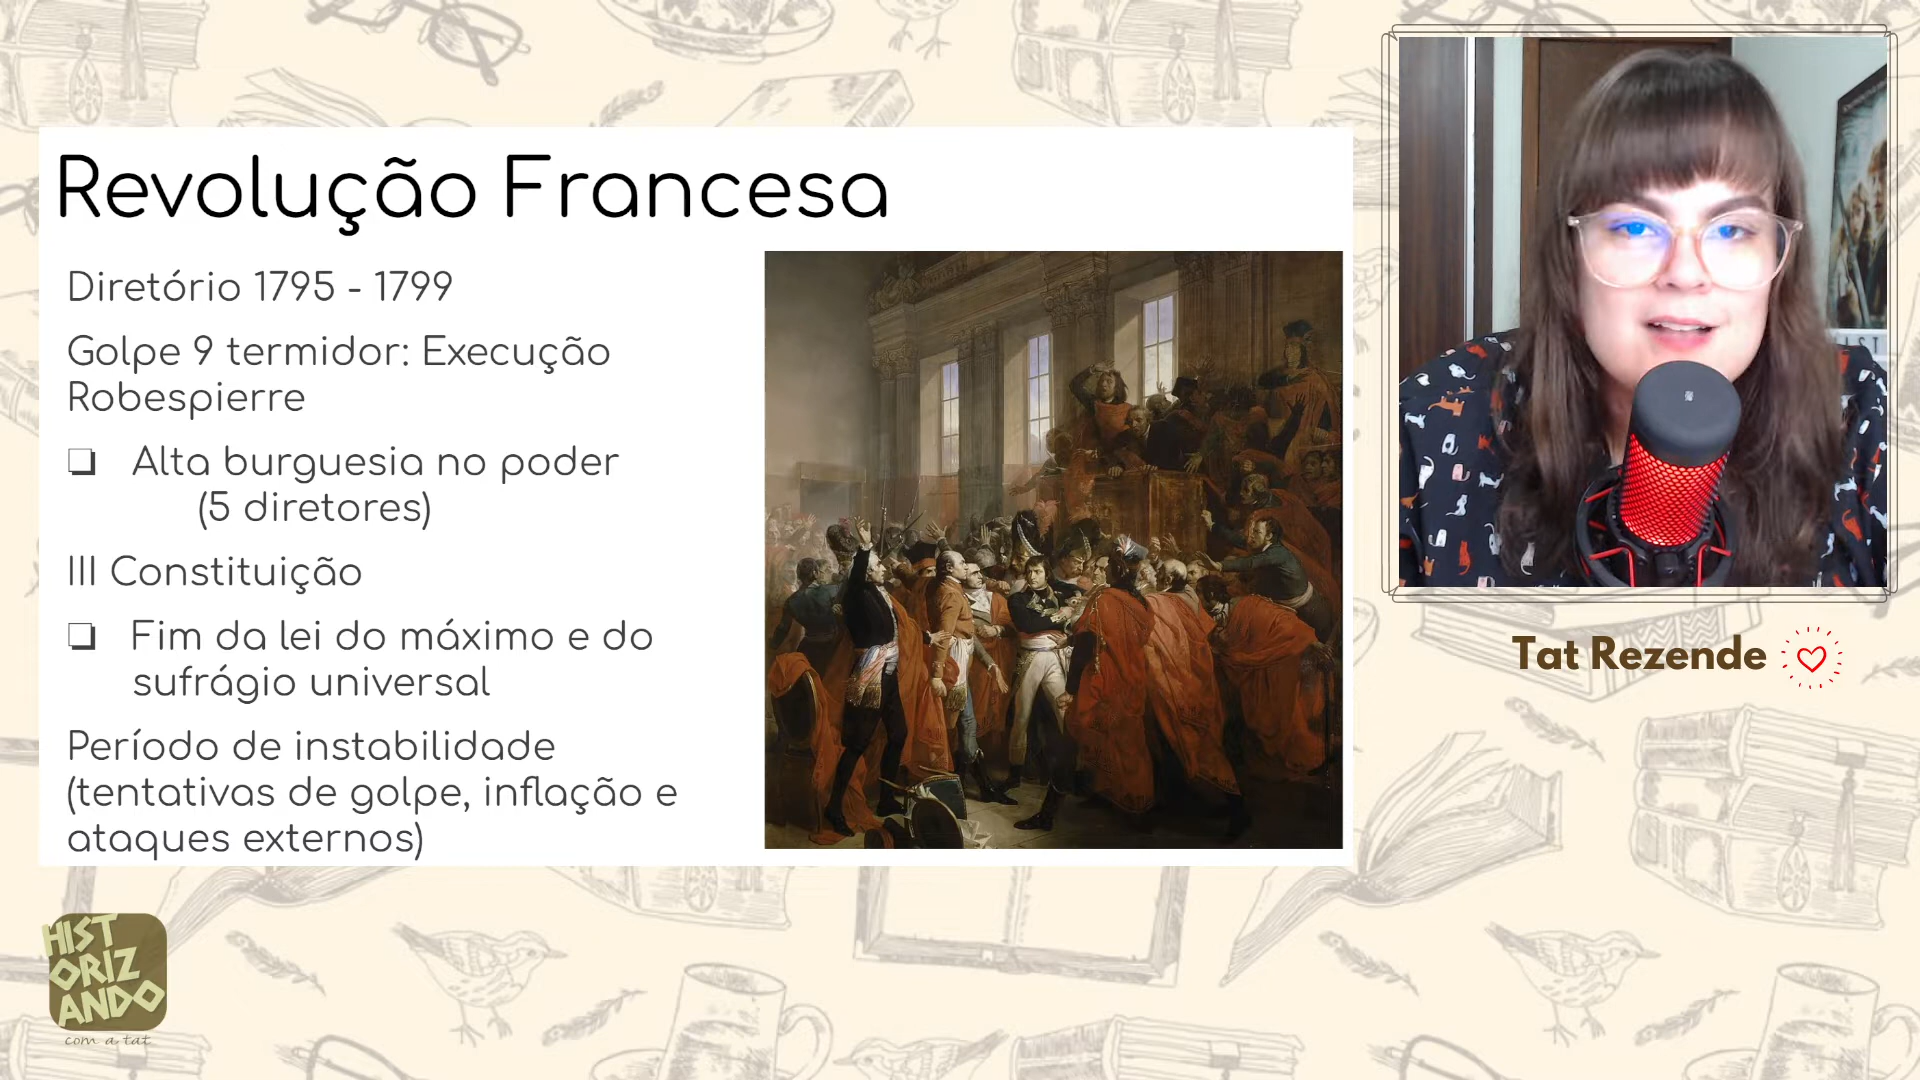 Revolução Francesa
Diretório 1795 - 1799
Golpe 9 termidor: Execução
Robespierre
❏ Alta burguesia no poder
(5 diretores)
III Constituição
❏ Fim da lei do máximo e do
sufrágio universal
Período de instabilidade
(tentativas de golpe, inflação e
ataques externos)
Tat Rezende
HIST
ORIZ
ANDO
com a tat